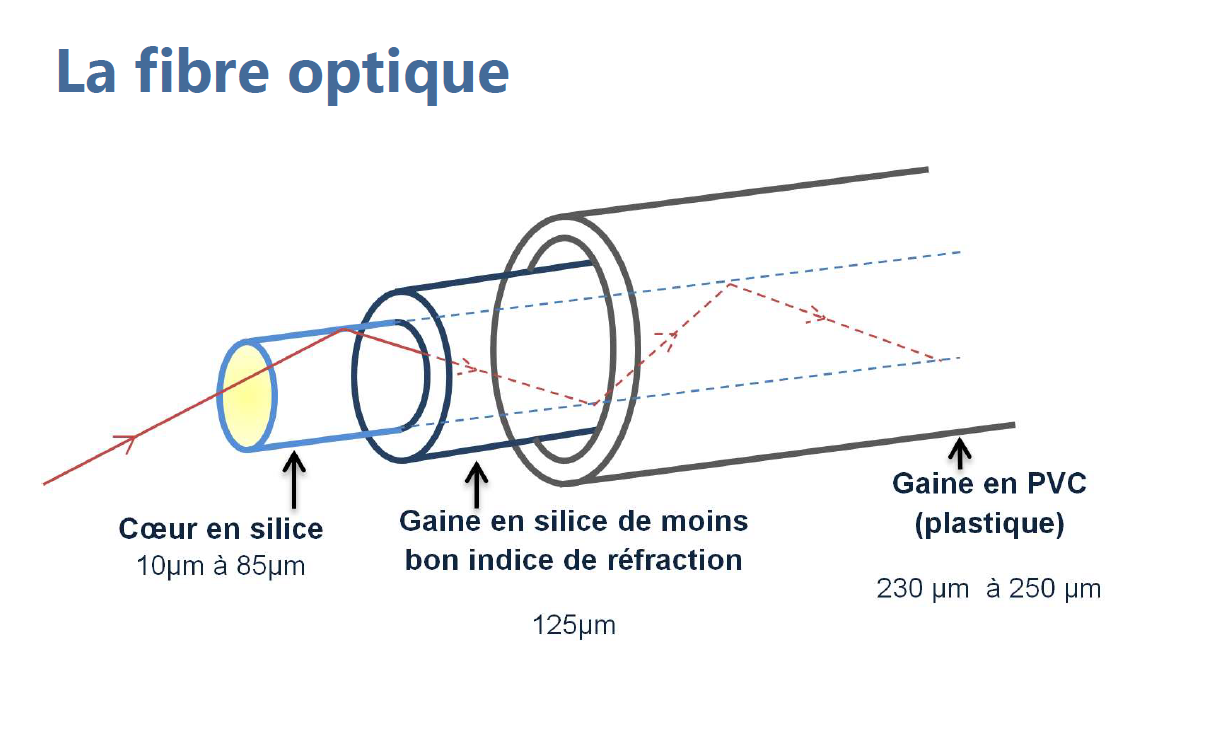 La fibre optique
Cœur en silice
10µm à 85µm
Gaine en silice de moins
bon indice de réfraction
125µm
Gaine en PVC
(plastique)
230 µm à 250 µm